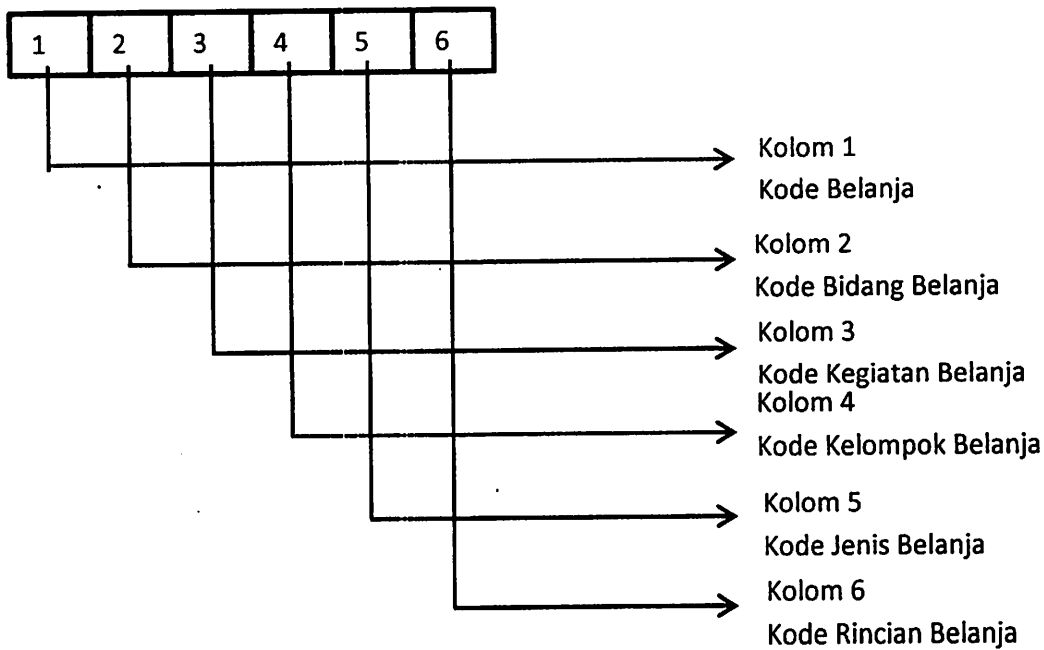 1 2 3 4 5 6
Kolom 1
Kode Belanja
Kolom 2
Kode Bidang Belanja
Kolom 3
Kode Kegiatan Belanja
Kolom 4
Kode Kelompok Belanja
Kolom 5
Kode Jenis Belanja
Kolom 6
Kode Rincian Belanja